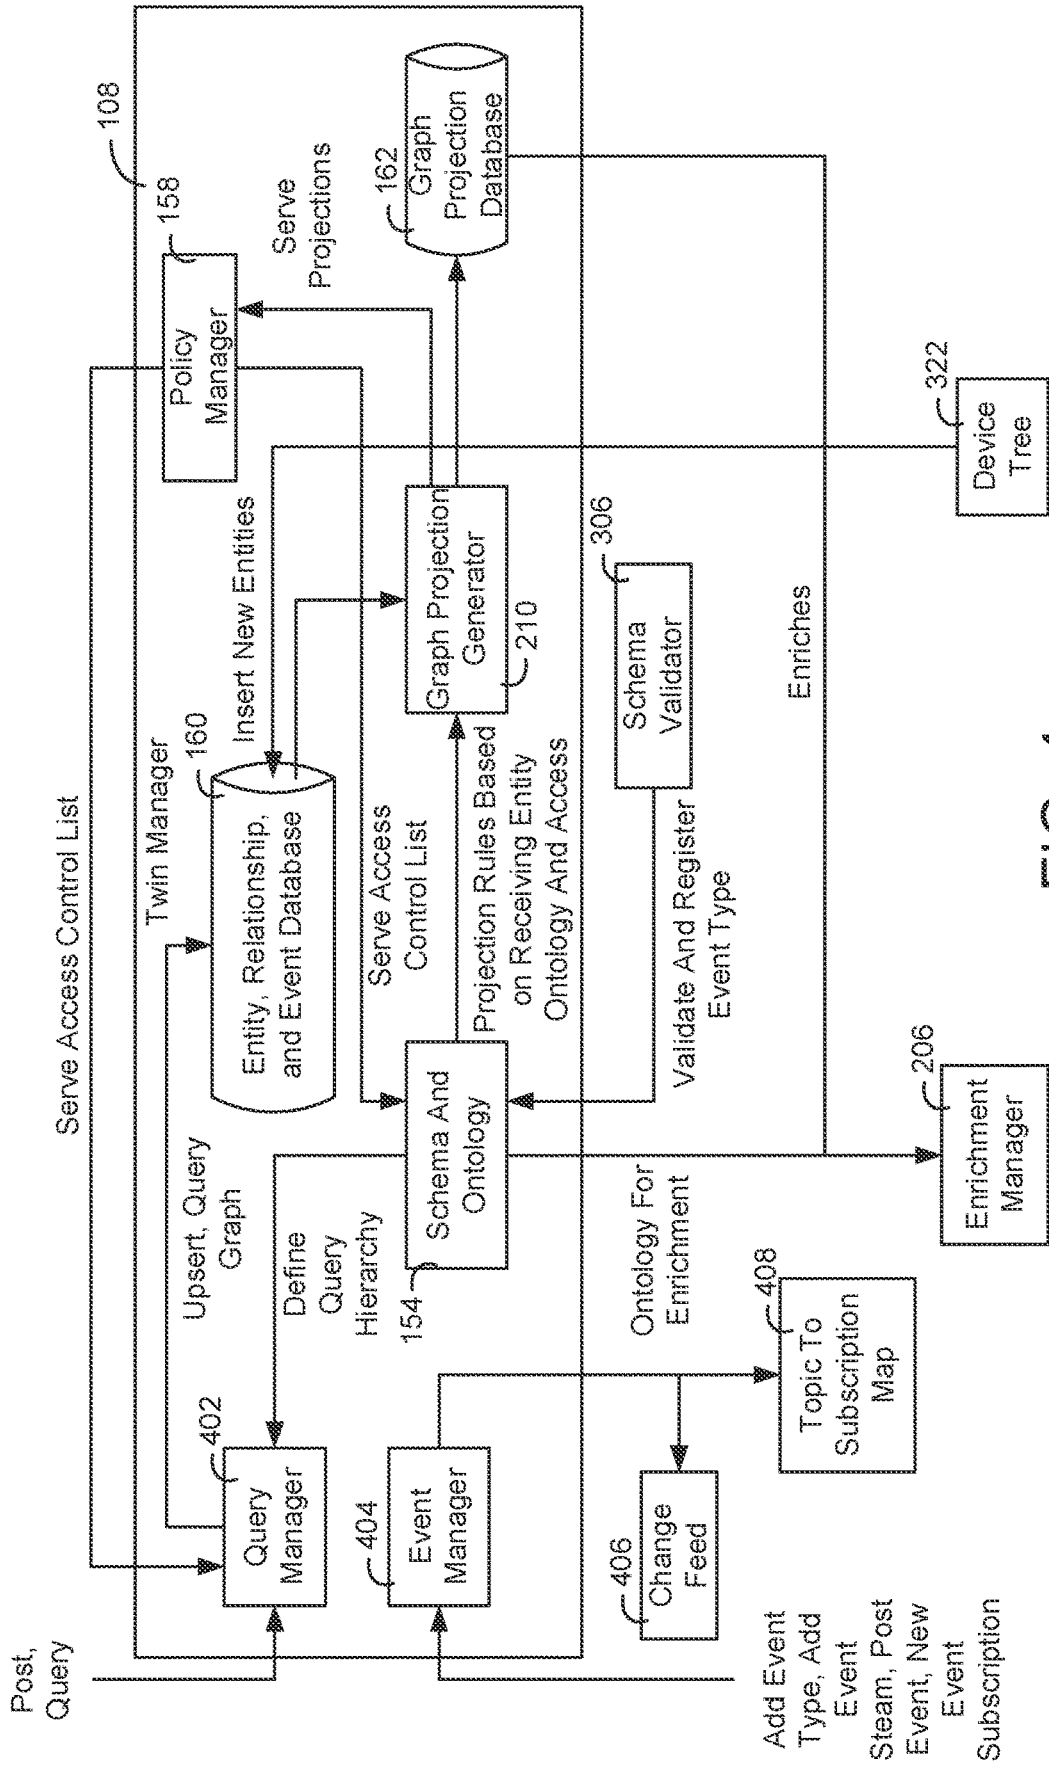 Post,
Query
Serve Access Control List
Twin Manager
108
Upsert, Query
Graph
160
Insert New Entities
158
Policy
Manager
402
Query
Manager
Define
Query
Hierarchy
Entity, Relationship,
and Event Database
Serve
Projections
Serve Access
Control List
404
Event
Manager
154
Schema And
Ontology
Projection Rules Based
on Receiving Entity
Ontology And Access
Graph Projection
Generator
210
162
Graph
Projection
Database
406
Change
Feed
Ontology For
Enrichment
Validate And Register
Event Type
Schema
Validator
306
408
Topic To
Subscription
Map
Enriches
Add Event
Type, Add
Event
Steam, Post
Event, New
Event
Subscription
206
Enrichment
Manager
322
Device
Tree